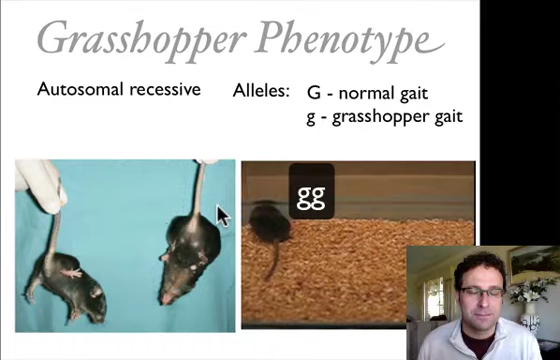 Grasshopper Phenotype
Autosomal recessive
Alleles:
G - normal gait
g - grasshopper gait
gg